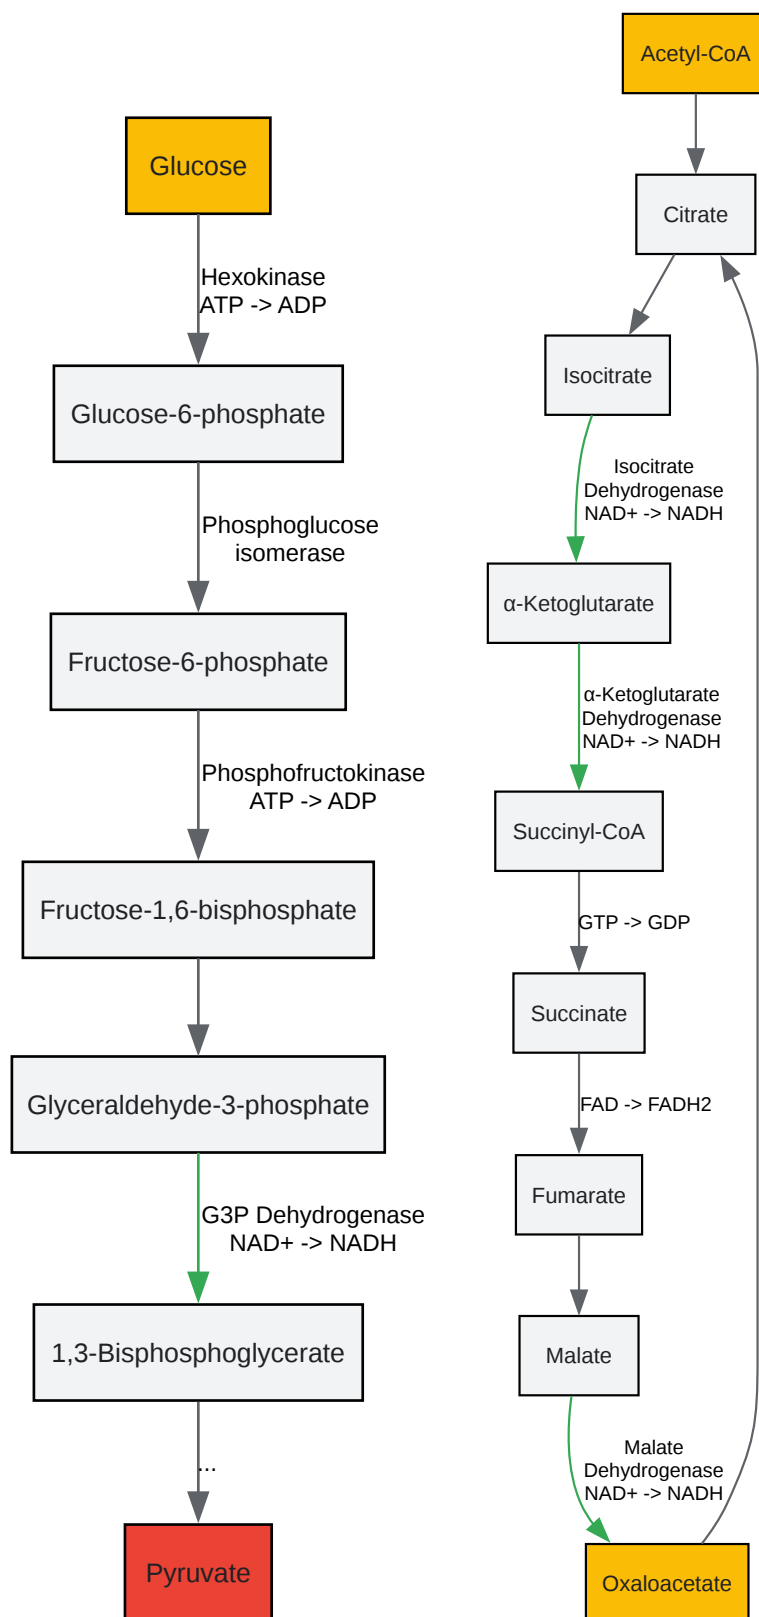 Glucose
Hexokinase
ATP -> ADP
Glucose-6-phosphate
Phosphoglucose
isomerase
Fructose-6-phosphate
Phosphofructokinase
ATP -> ADP
Fructose-1,6-bisphosphate
Glyceraldehyde-3-phosphate
G3P Dehydrogenase
NAD+ -> NADH
1,3-Bisphosphoglycerate
...
Pyruvate
Acetyl-CoA
Citrate
Isocitrate
Isocitrate
Dehydrogenase
NAD+ -> NADH
α-Ketoglutarate
α-Ketoglutarate
Dehydrogenase
NAD+ -> NADH
Succinyl-CoA
GTP -> GDP
Succinate
FAD -> FADH2
Fumarate
Malate
Malate
Dehydrogenase
NAD+ -> NADH
Oxaloacetate